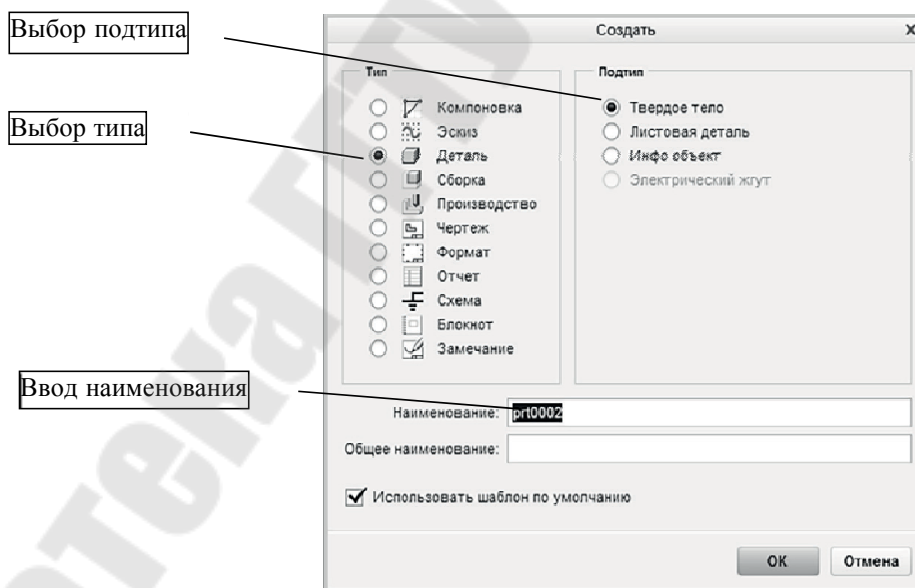 Выбор подтипа
Создать
Тип
Подтип
Компоновка
Твердое тело
Эскиз
Листовая деталь
Выбор типа
Деталь
Инфо объект
Сборка
Электрический жгут
Производство
Чертеж
Формат
Отчет
Схема
Блокнот
Замечание
Ввод наименования
Наименование: prt0002
Общее наименование:
Использовать шаблон по умолчанию
OK
Отмена